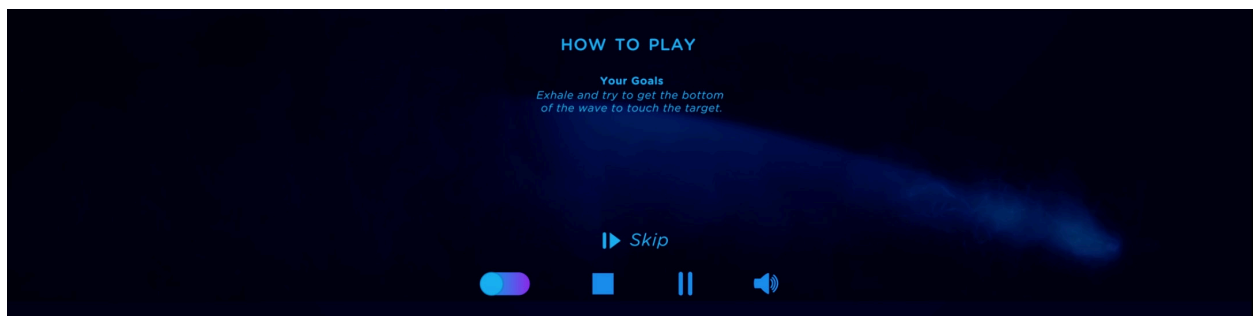 HOW TO PLAY
Your Goals
Exhale and try to get the bottom
of the wave to touch the target.
Skip